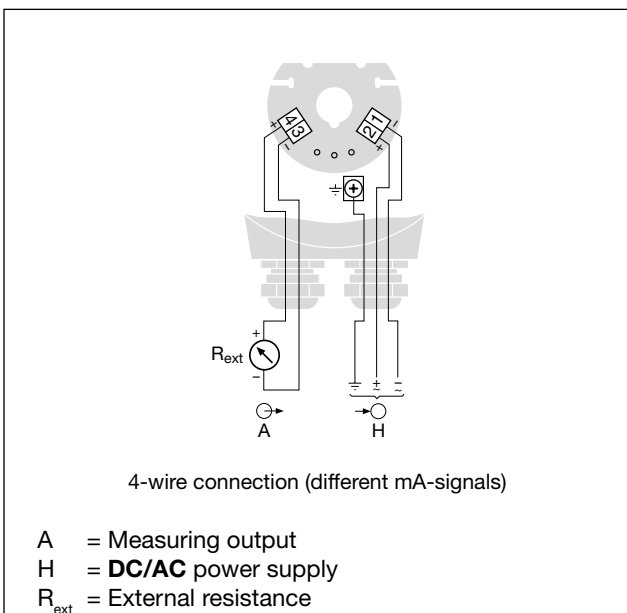 + 4 3 −
2 1 − +
⏚ +
R_ext + −
⏚ ± ~ − ~
A H
4-wire connection (different mA-signals)
A = Measuring output
H = DC/AC power supply
R_ext = External resistance